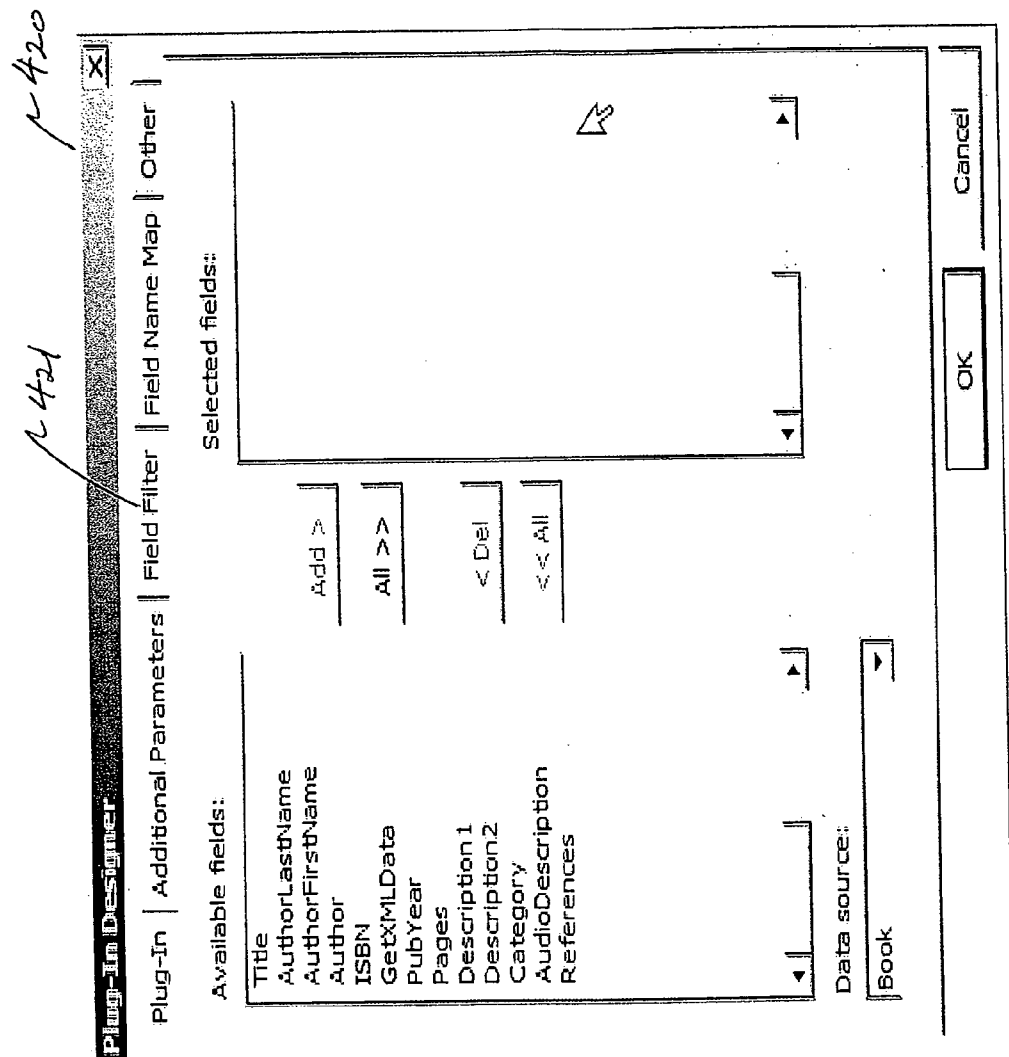 420
421
Plug-In Designer
Plug-In Additional Parameters Field Filter Field Name Map Other
Available fields:
Title
AuthorLastName
AuthorFirstName
Author
ISBN
GetXMLData
PubYear
Pages
Description1
Description2
Category
AudioDescription
References
Add >
All >>
< Del
<< All
Selected fields:
Data source:
Book
OK
Cancel